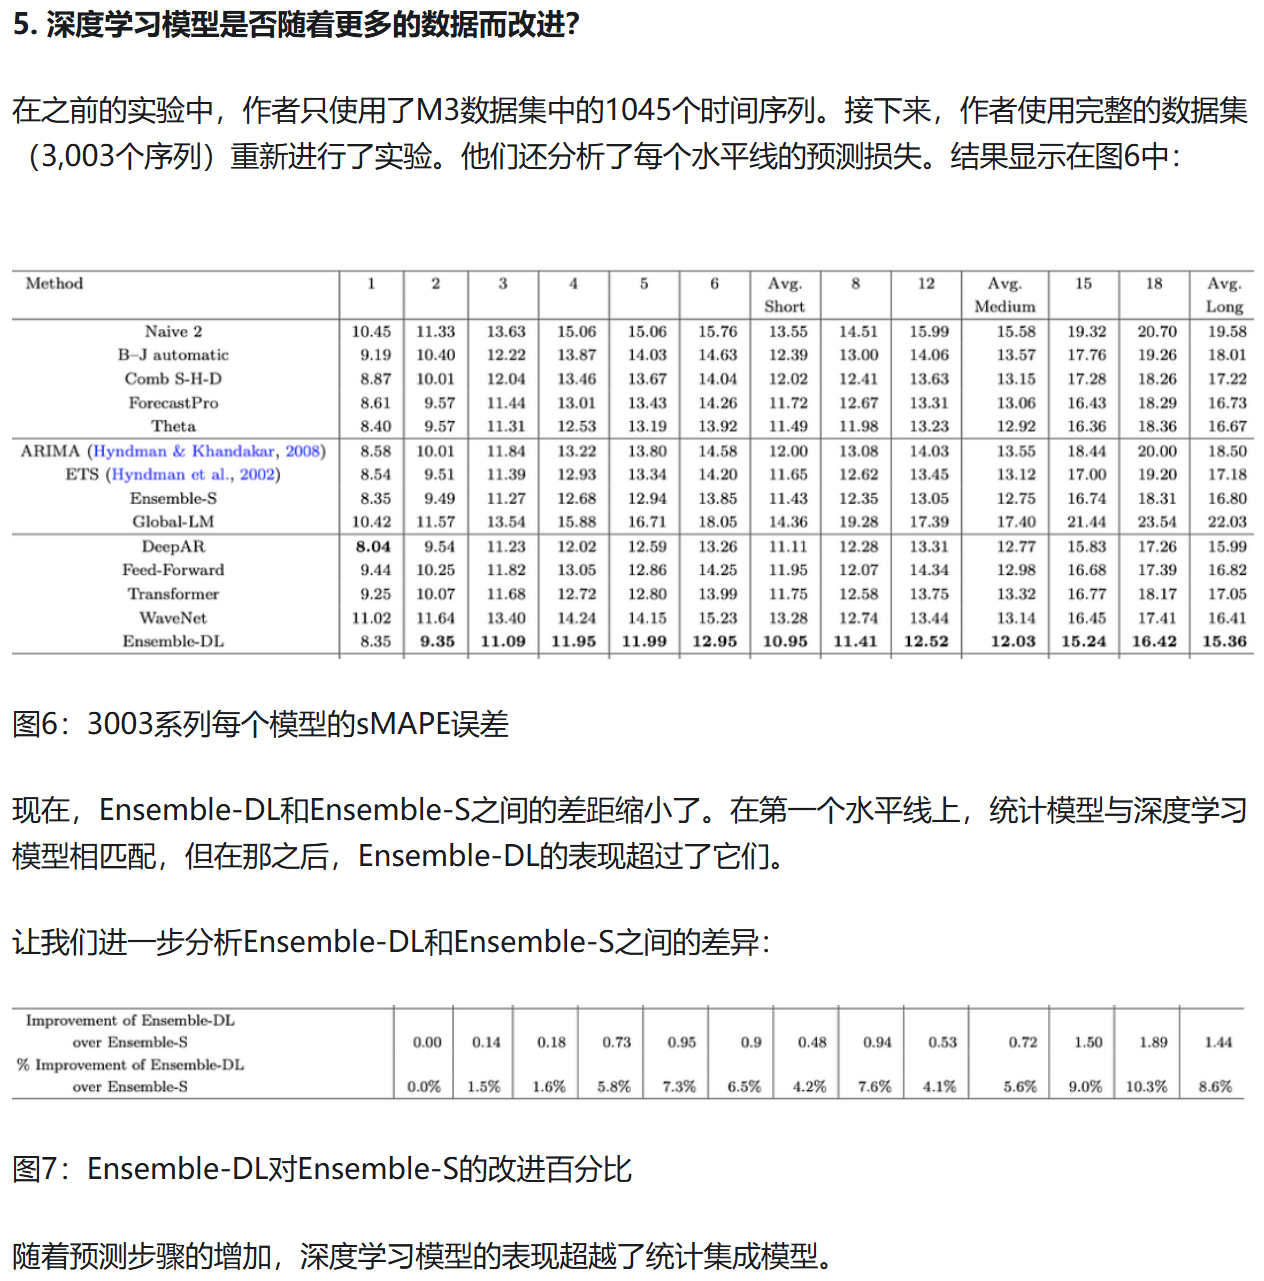 5. 深度学习模型是否随着更多的数据而改进？
在之前的实验中，作者只使用了M3数据集中的1045个时间序列。接下来，作者使用完整的数据集
（3,003个序列）重新进行了实验。他们还分析了每个水平线的预测损失。结果显示在图6中：
Method 1 2 3 4 5 6 Avg. 8 12 Avg. 15 18 Avg.
Short Medium Long
Naive 2 10.45 11.33 13.63 15.06 15.06 15.76 13.55 14.51 15.99 15.58 19.32 20.70 19.58
B–J automatic 9.19 10.40 12.22 13.87 14.03 14.63 12.39 13.00 14.06 13.57 17.76 19.26 18.01
Comb S-H-D 8.87 10.01 12.04 13.46 13.67 14.04 12.02 12.41 13.63 13.15 17.28 18.26 17.22
ForecastPro 8.61 9.57 11.44 13.01 13.43 14.26 11.72 12.67 13.31 13.06 16.43 18.29 16.73
Theta 8.40 9.57 11.31 12.53 13.19 13.92 11.49 11.98 13.23 12.92 16.36 18.36 16.67
ARIMA (Hyndman & Khandakar, 2008) 8.58 10.01 11.84 13.22 13.80 14.58 12.00 13.08 14.03 13.55 18.44 20.00 18.50
ETS (Hyndman et al., 2002) 8.54 9.51 11.39 12.93 13.34 14.20 11.65 12.62 13.45 13.12 17.00 19.20 17.18
Ensemble-S 8.35 9.49 11.27 12.68 12.94 13.85 11.43 12.35 13.05 12.75 16.74 18.31 16.80
Global-LM 10.42 11.57 13.54 15.88 16.71 18.05 14.36 19.28 17.39 17.40 21.44 23.54 22.03
DeepAR 8.04 9.54 11.23 12.02 12.59 13.26 11.11 12.28 13.31 12.77 15.83 17.26 15.99
Feed-Forward 9.44 10.25 11.82 13.05 12.86 14.25 11.95 12.07 14.34 12.98 16.68 17.39 16.82
Transformer 9.25 10.07 11.68 12.72 12.80 13.99 11.75 12.58 13.75 13.32 16.77 18.17 17.05
WaveNet 11.02 11.64 13.40 14.24 14.15 15.23 13.28 12.74 13.44 13.14 16.45 17.41 16.41
Ensemble-DL 8.35 9.35 11.09 11.95 11.99 12.95 10.95 11.41 12.52 12.03 15.24 16.42 15.36
图6：3003系列每个模型的sMAPE误差
现在，Ensemble-DL和Ensemble-S之间的差距缩小了。在第一个水平线上，统计模型与深度学习
模型相匹配，但在那之后，Ensemble-DL的表现超过了它们。
让我们进一步分析Ensemble-DL和Ensemble-S之间的差异：
Improvement of Ensemble-DL
over Ensemble-S 0.00 0.14 0.18 0.73 0.95 0.9 0.48 0.94 0.53 0.72 1.50 1.89 1.44
% Improvement of Ensemble-DL
over Ensemble-S 0.0% 1.5% 1.6% 5.8% 7.3% 6.5% 4.2% 7.6% 4.1% 5.6% 9.0% 10.3% 8.6%
图7：Ensemble-DL对Ensemble-S的改进百分比
随着预测步骤的增加，深度学习模型的表现超越了统计集成模型。